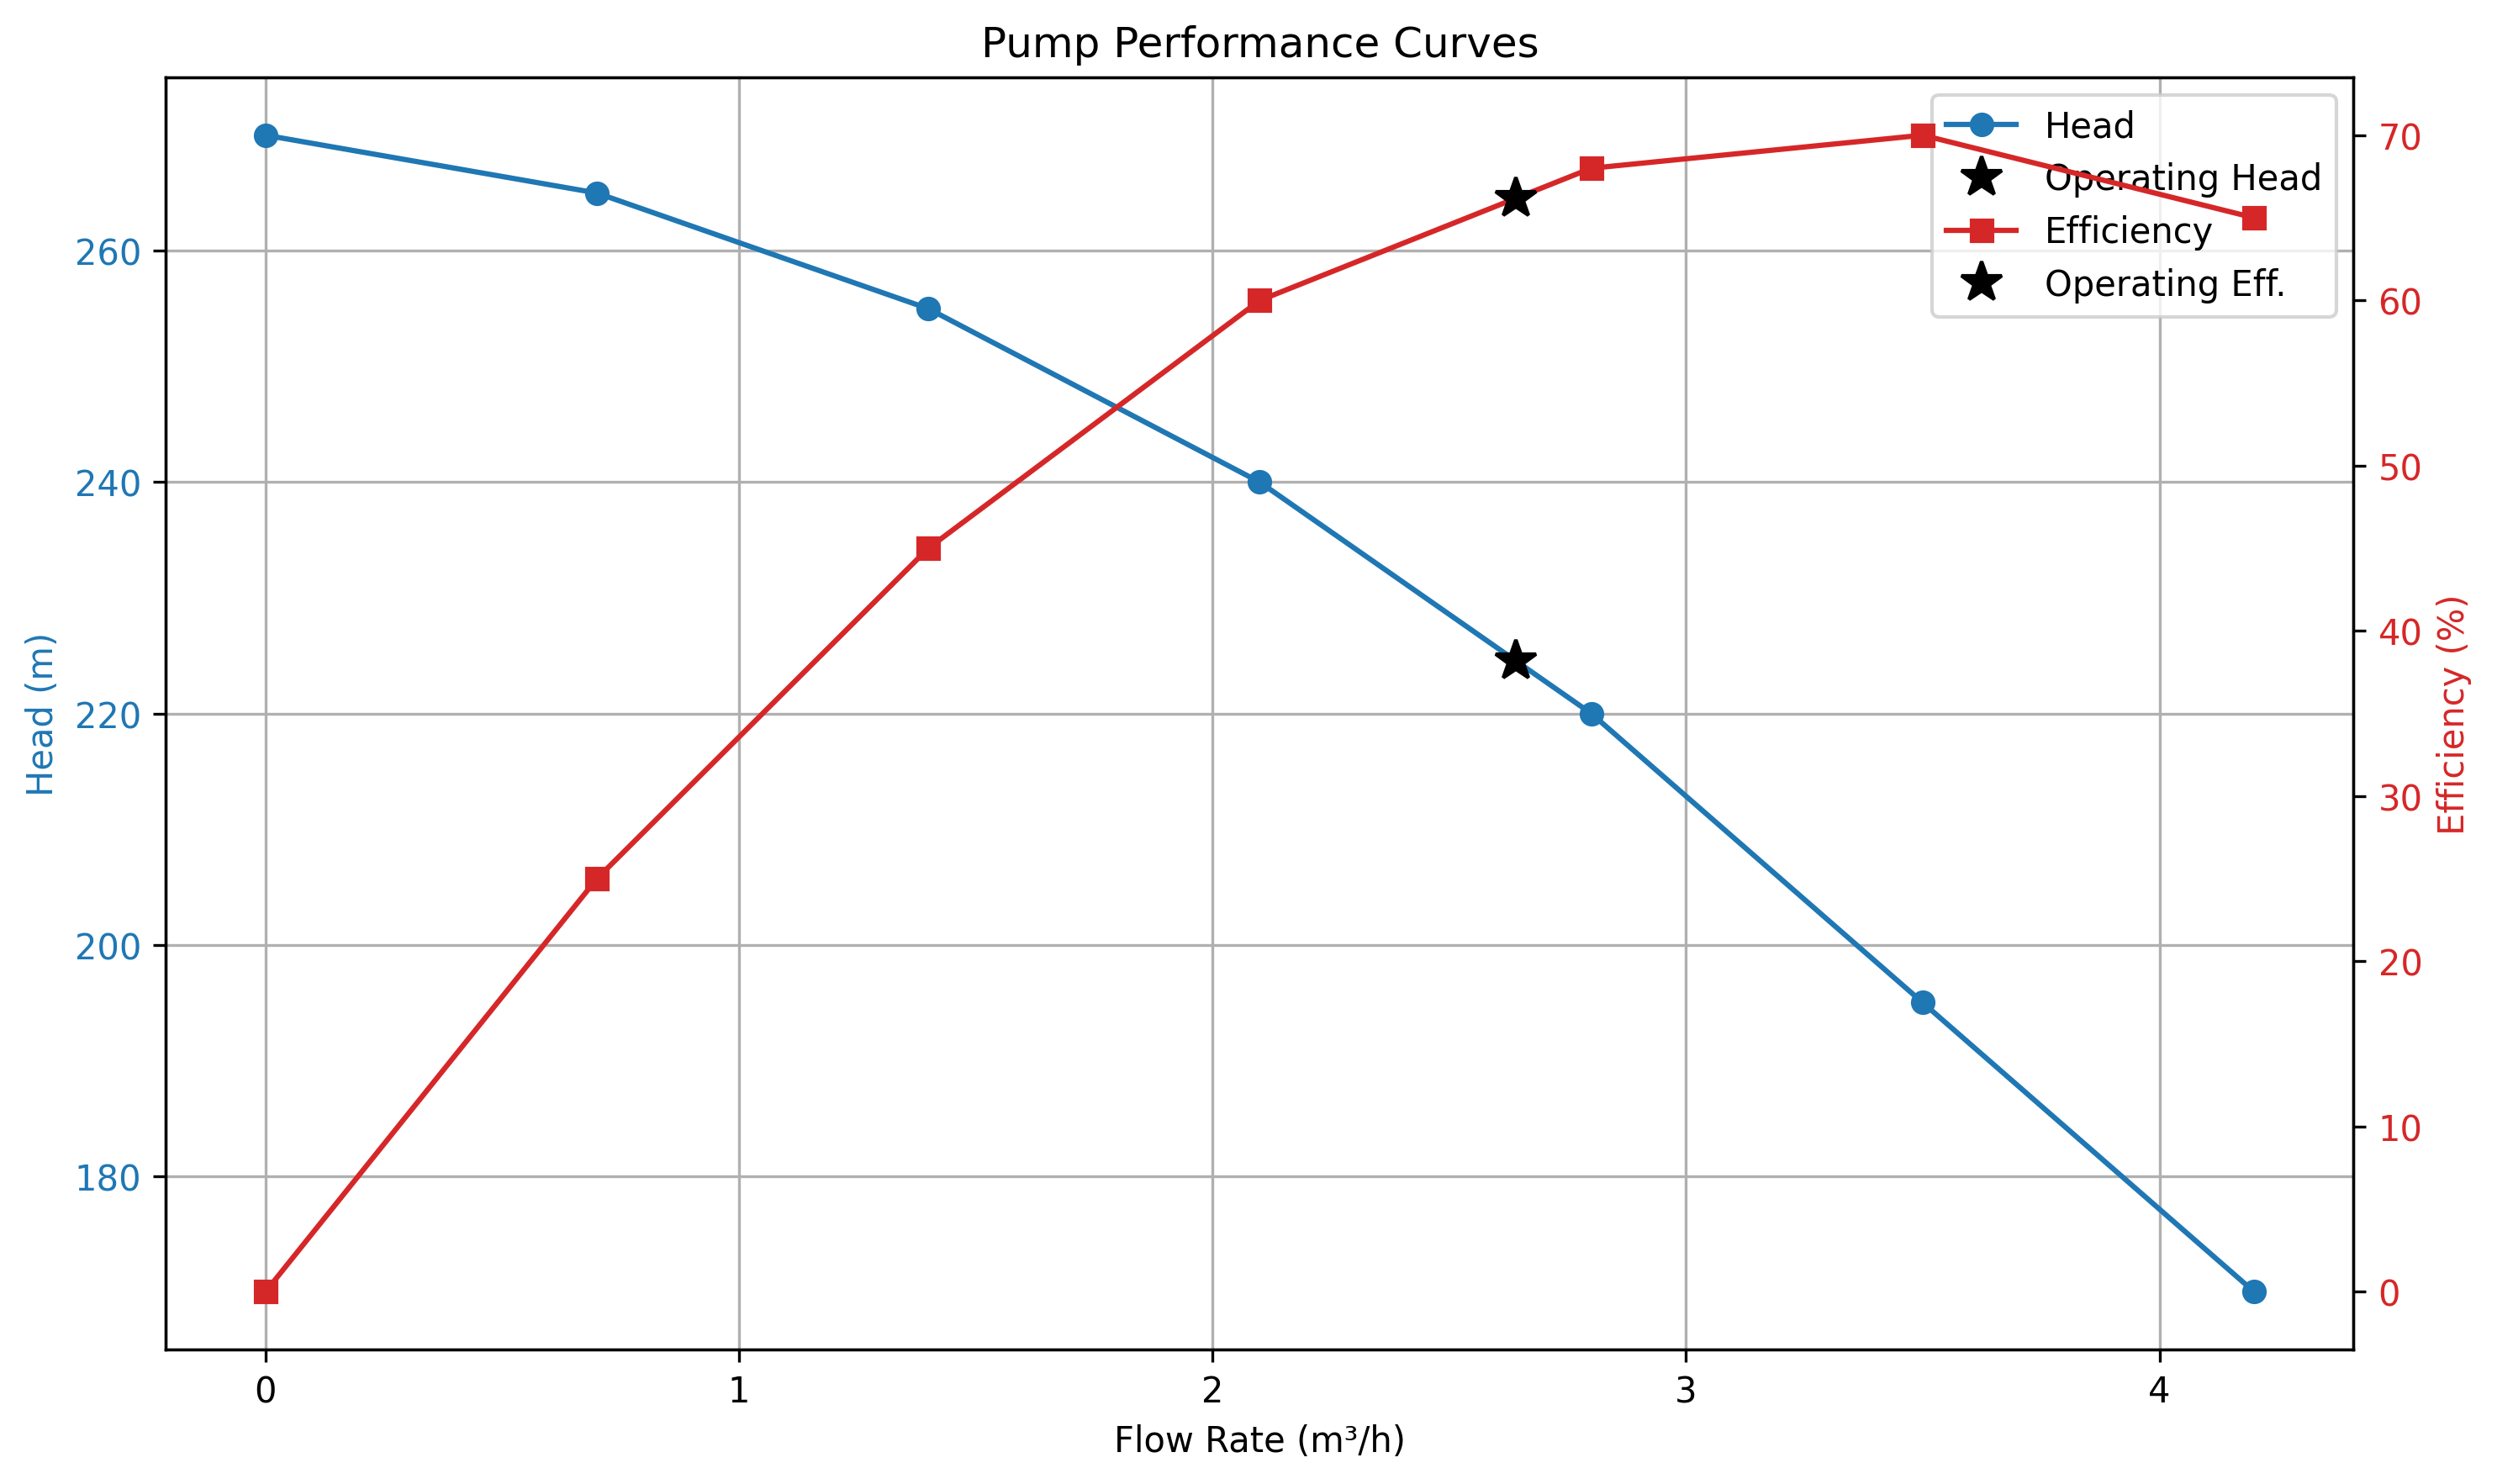 Pump Performance Curves
Head
Operating Head
Efficiency
Operating Eff.
260
240
220
200
180
Head (m)
70
60
50
40
30
20
10
0
Efficiency (%)
0 1 2 3 4
Flow Rate (m³/h)